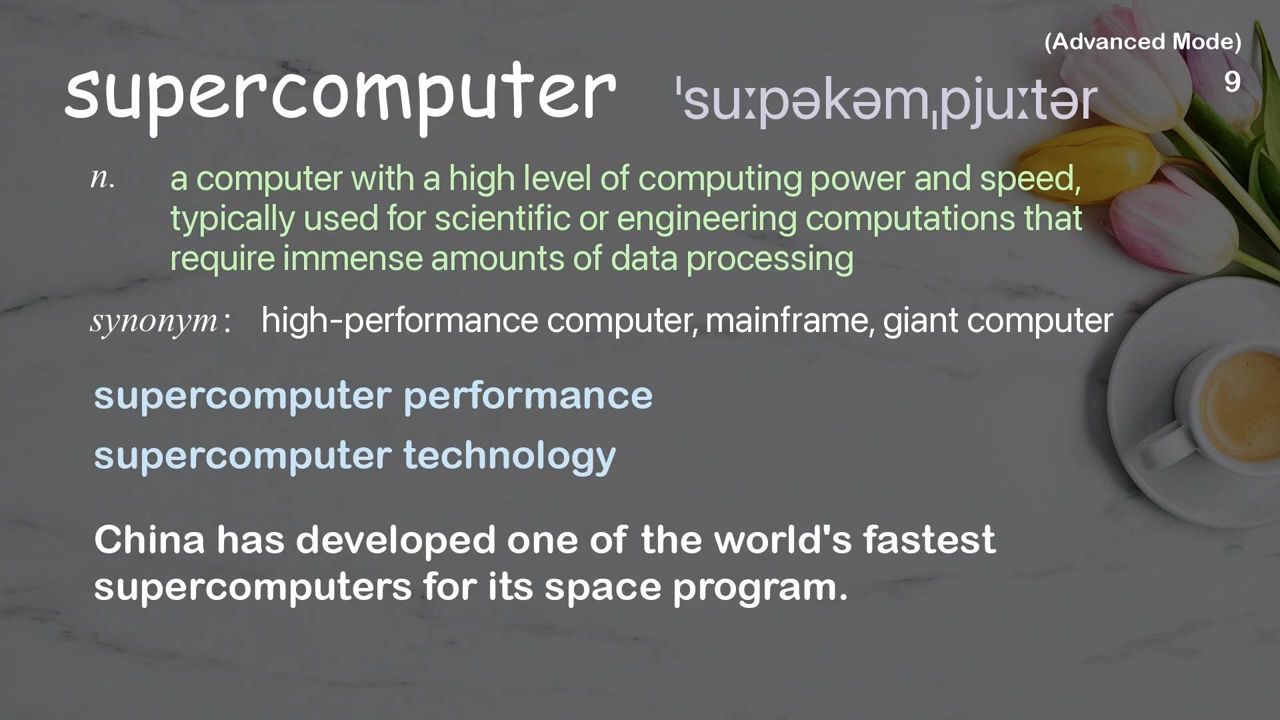 (Advanced Mode)
supercomputer ˈsuːpəkəmˌpjuːtər 9
n. a computer with a high level of computing power and speed,
typically used for scientific or engineering computations that
require immense amounts of data processing
synonym: high-performance computer, mainframe, giant computer
supercomputer performance
supercomputer technology
China has developed one of the world's fastest
supercomputers for its space program.